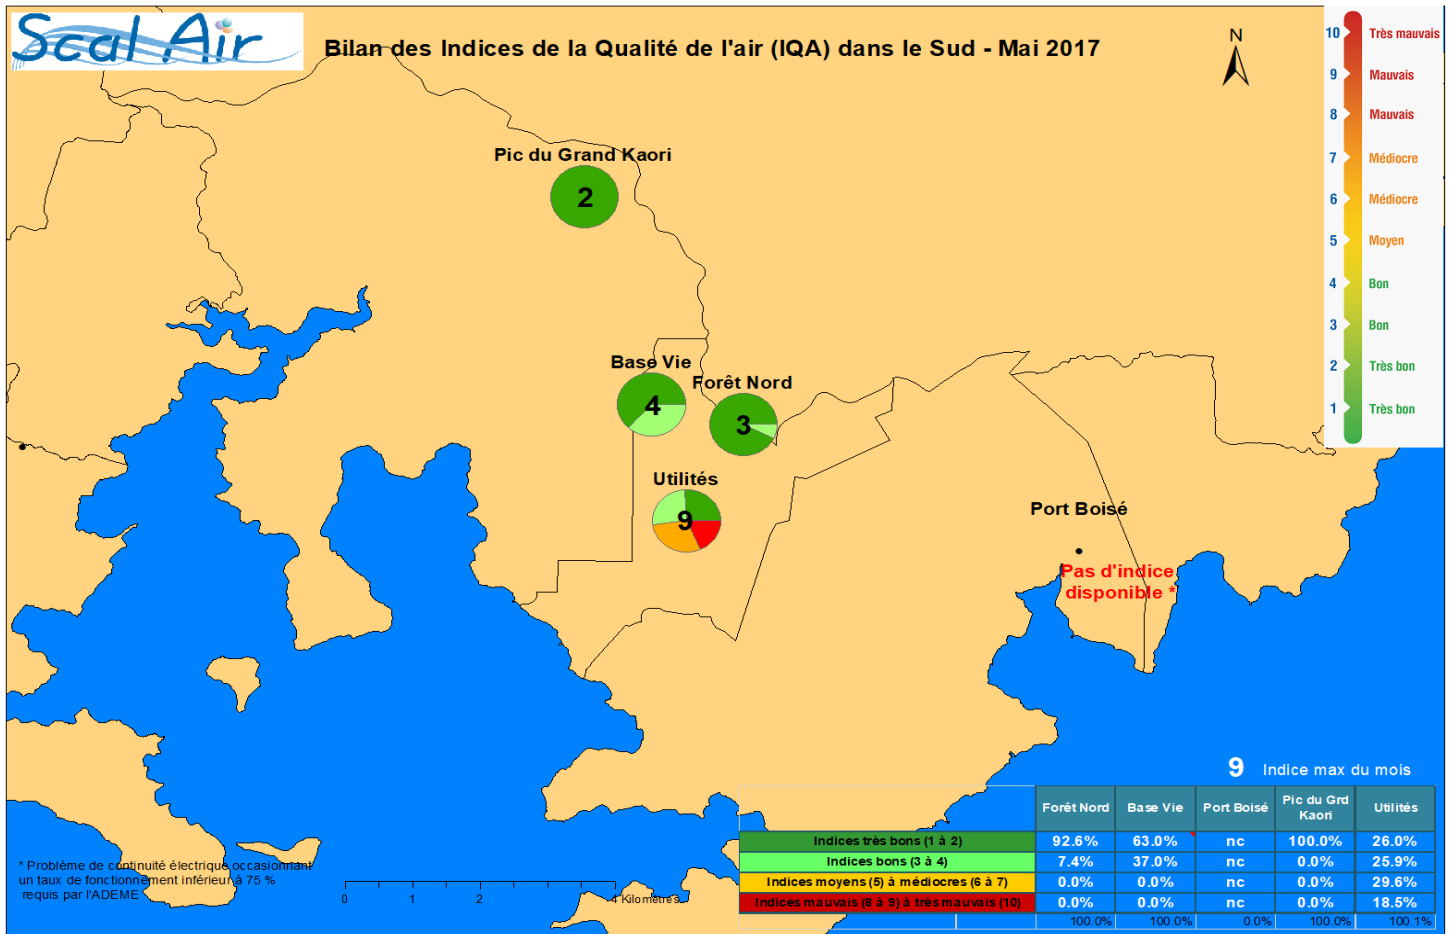 Scal Air
Bilan des Indices de la Qualité de l'air (IQA) dans le Sud - Mai 2017
N
10 Très mauvais
9 Mauvais
8 Mauvais
7 Médiocre
6 Médiocre
5 Moyen
4 Bon
3 Bon
2 Très bon
1 Très bon
Pic du Grand Kaori
2
Base Vie
4
Forêt Nord
3
Utilités
9
Port Boisé
Pas d'indice
disponible *
9 Indice max du mois
Forêt Nord Base Vie Port Boisé Pic du Grd Kaori Utilités
Indices très bons (1 à 2) 92.6% 63.0% nc 100.0% 26.0%
Indices bons (3 à 4) 7.4% 37.0% nc 0.0% 25.9%
Indices moyens (5) à médiocres (6 à 7) 0.0% 0.0% nc 0.0% 29.6%
Indices mauvais (8 à 9) à très mauvais (10) 0.0% 0.0% nc 0.0% 18.5%
100.0% 100.0% 0.0% 100.0% 100.1%
* Problème de continuité électrique occasionnant
un taux de fonctionnement inférieur à 75 %
requis par l'ADEME
0 1 2 4 Kilomètres